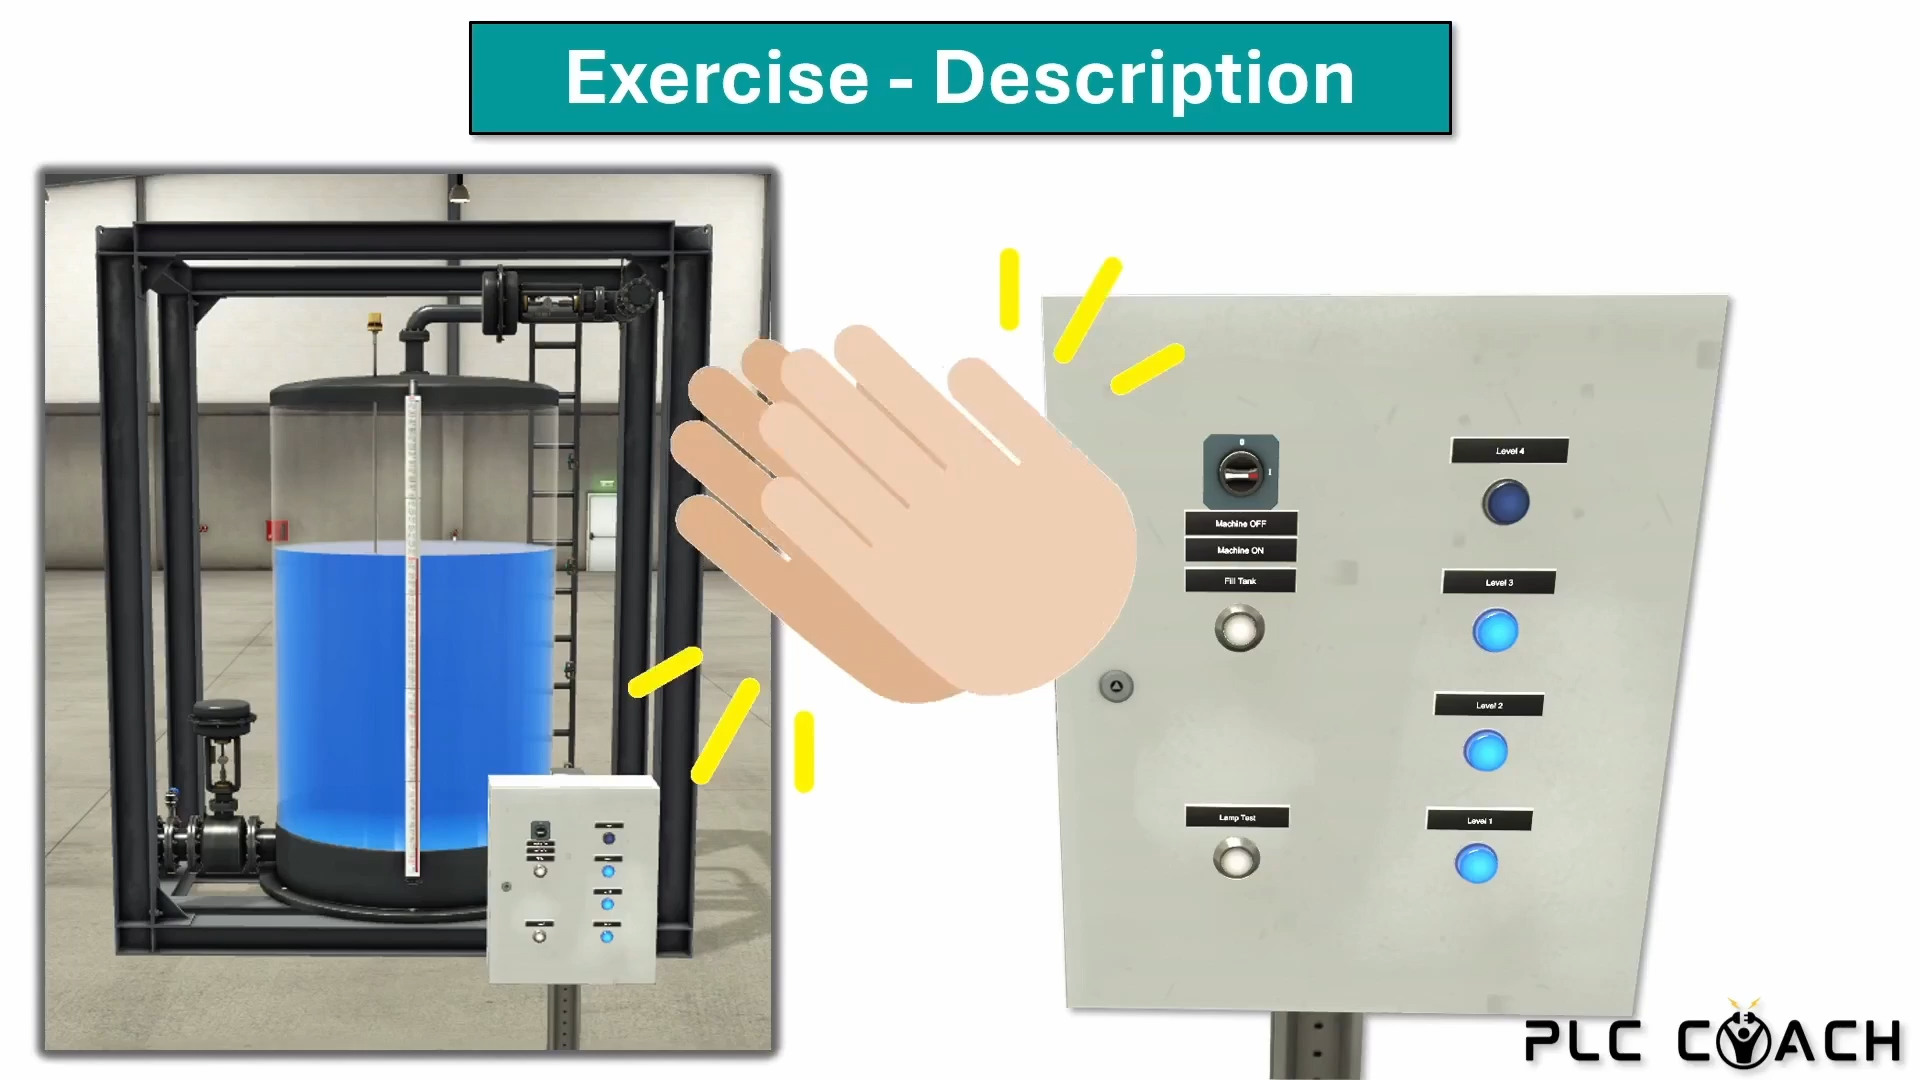 Exercise - Description
0
I
Machine OFF
Machine ON
Fill Tank
Lamp Test
Level 4
Level 3
Level 2
Level 1
PLC COACH